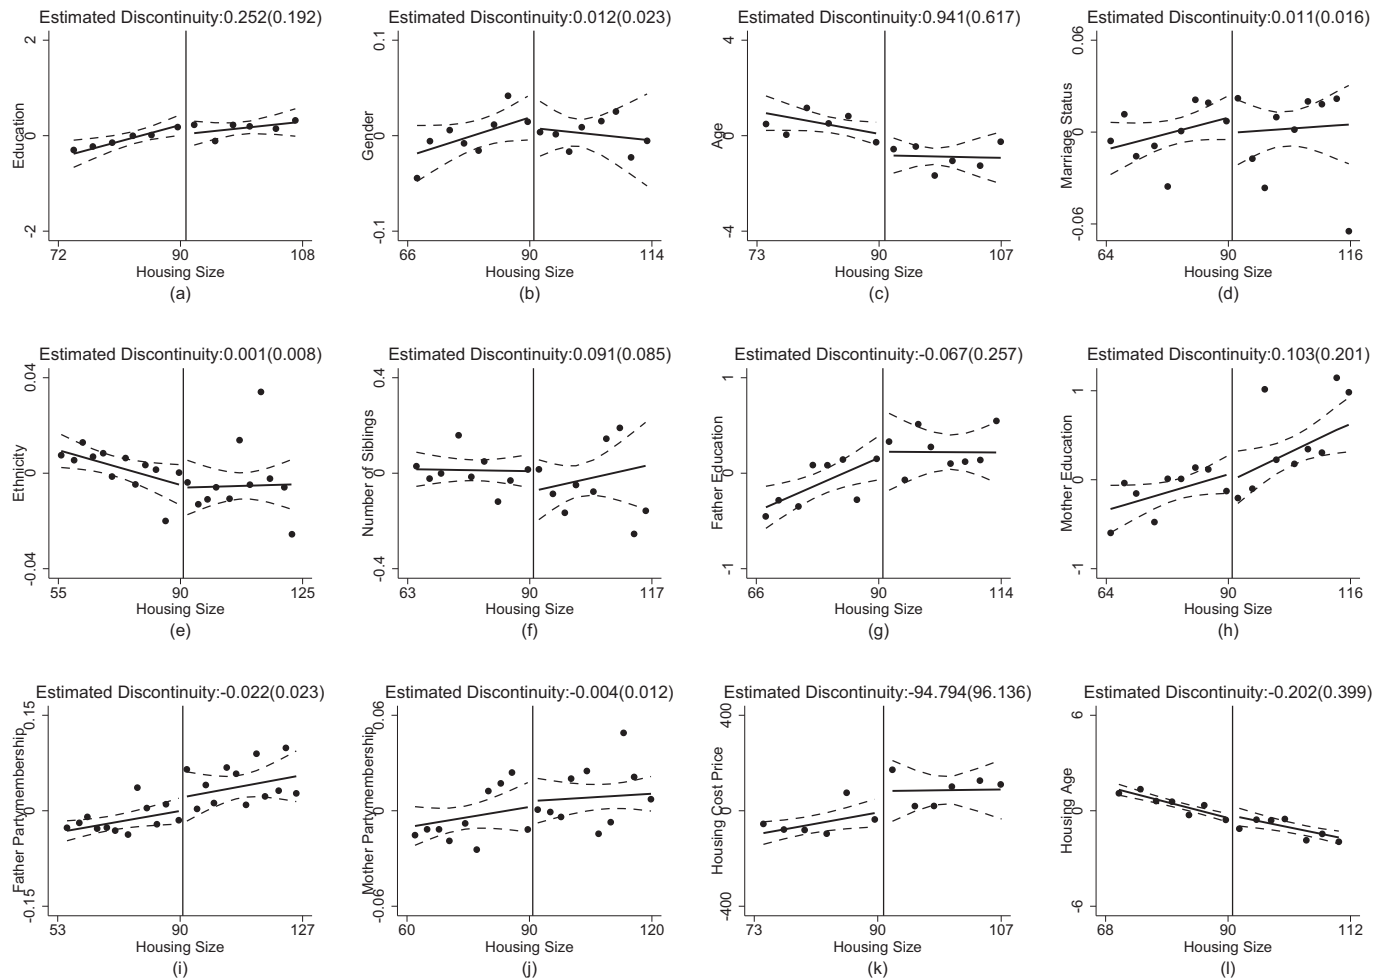 Estimated Discontinuity:0.252(0.192)
Education
2
0
-2
72
90
108
Housing Size
(a)
Estimated Discontinuity:0.012(0.023)
Gender
0.1
0
-0.1
66
90
114
Housing Size
(b)
Estimated Discontinuity:0.941(0.617)
Age
4
0
-4
73
90
107
Housing Size
(c)
Estimated Discontinuity:0.011(0.016)
Marriage Status
0.06
0
-0.06
64
90
116
Housing Size
(d)
Estimated Discontinuity:0.001(0.008)
Ethnicity
0.04
0
-0.04
55
90
125
Housing Size
(e)
Estimated Discontinuity:0.091(0.085)
Number of Siblings
0.4
0
-0.4
63
90
117
Housing Size
(f)
Estimated Discontinuity:-0.067(0.257)
Father Education
1
0
-1
66
90
114
Housing Size
(g)
Estimated Discontinuity:0.103(0.201)
Mother Education
1
0
-1
64
90
116
Housing Size
(h)
Estimated Discontinuity:-0.022(0.023)
Father Partymembership
0.15
0
-0.15
53
90
127
Housing Size
(i)
Estimated Discontinuity:-0.004(0.012)
Mother Partymembership
0.06
0
-0.06
60
90
120
Housing Size
(j)
Estimated Discontinuity:-94.794(96.136)
Housing Cost Price
400
0
-400
73
90
107
Housing Size
(k)
Estimated Discontinuity:-0.202(0.399)
Housing Age
6
0
-6
68
90
112
Housing Size
(l)